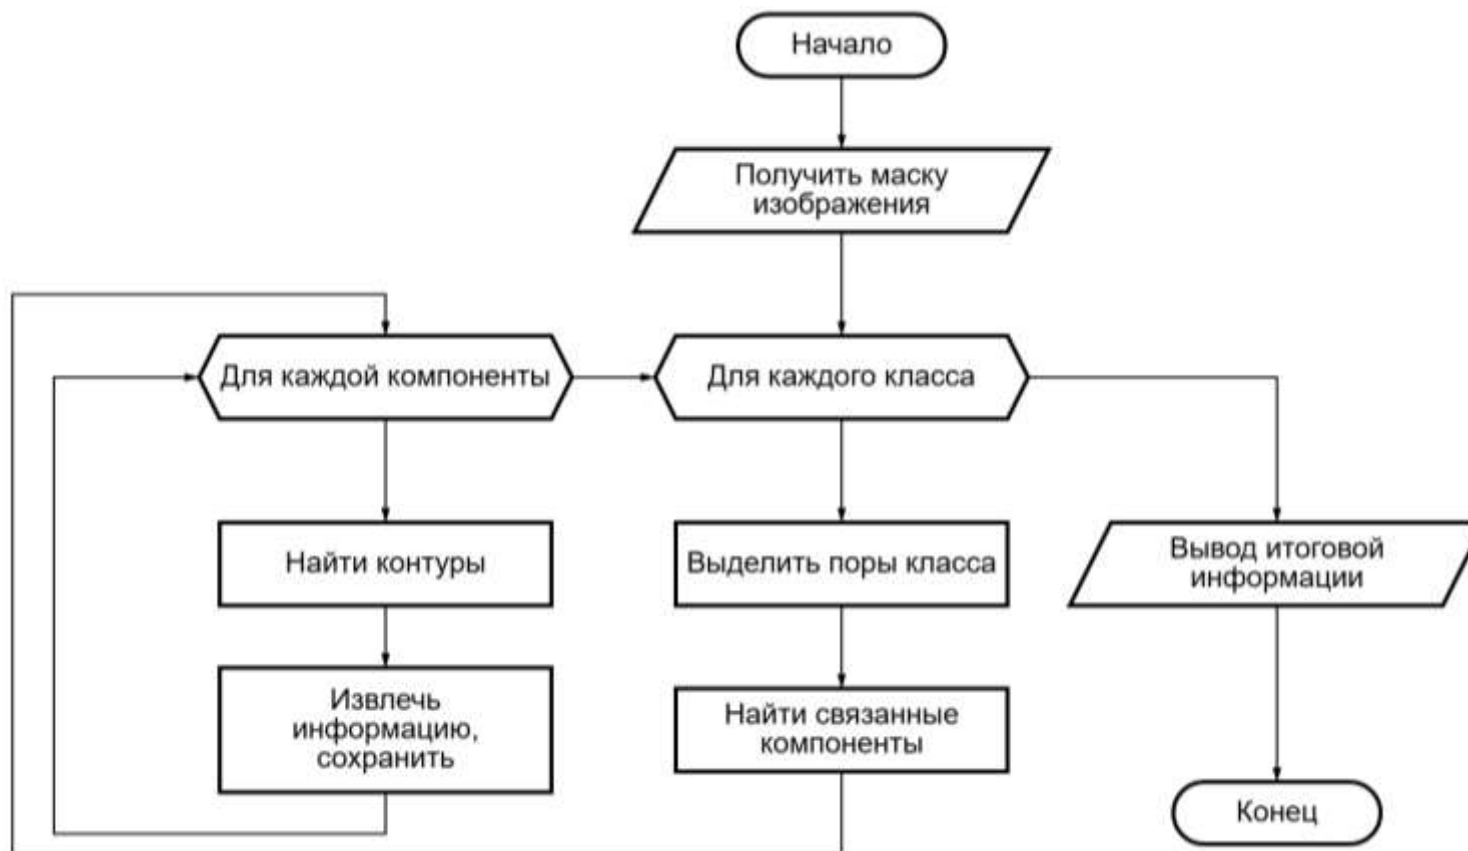 Начало
Получить маску
изображения
Для каждой компоненты
Для каждого класса
Найти контуры
Выделить поры класса
Вывод итоговой
информации
Извлечь
информацию,
сохранить
Найти связанные
компоненты
Конец